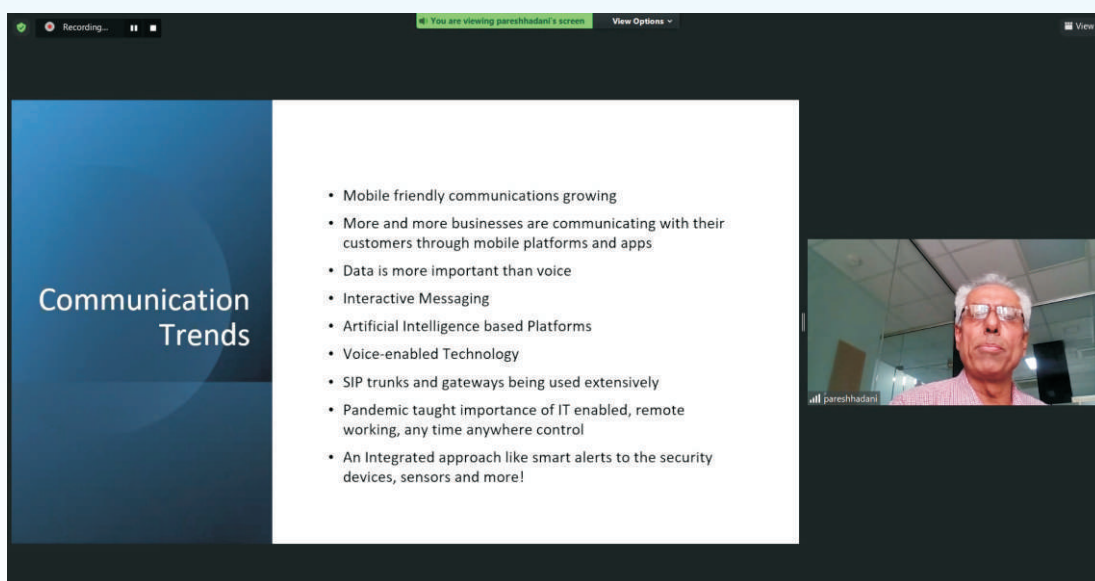 Recording...
You are viewing pareshhadani's screen
View Options
View
Communication
Trends
• Mobile friendly communications growing
• More and more businesses are communicating with their
customers through mobile platforms and apps
• Data is more important than voice
• Interactive Messaging
• Artificial Intelligence based Platforms
• Voice-enabled Technology
• SIP trunks and gateways being used extensively
• Pandemic taught importance of IT enabled, remote
working, any time anywhere control
• An Integrated approach like smart alerts to the security
devices, sensors and more!
pareshhadani